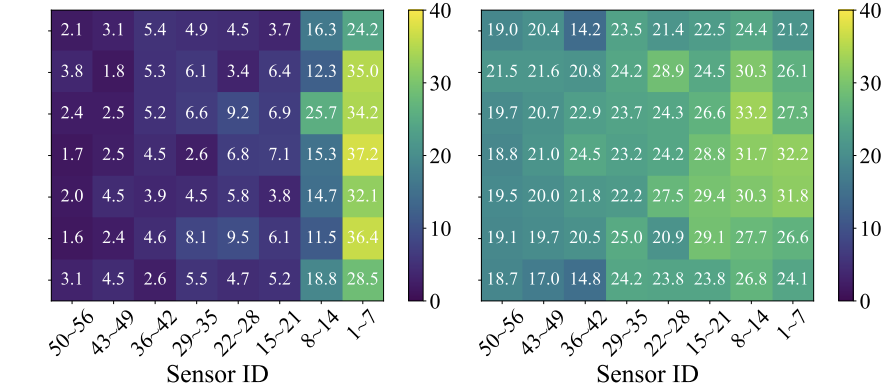 2.1 3.1 5.4 4.9 4.5 3.7 16.3 24.2
3.8 1.8 5.3 6.1 3.4 6.4 12.3 35.0
2.4 2.5 5.2 6.6 9.2 6.9 25.7 34.2
1.7 2.5 4.5 2.6 6.8 7.1 15.3 37.2
2.0 4.5 3.9 4.5 5.8 3.8 14.7 32.1
1.6 2.4 4.6 8.1 9.5 6.1 11.5 36.4
3.1 4.5 2.6 5.5 4.7 5.2 18.8 28.5
50~56 43~49 36~42 29~35 22~28 15~21 8~14 1~7
Sensor ID
40
30
20
10
0
19.0 20.4 14.2 23.5 21.4 22.5 24.4 21.2
21.5 21.6 20.8 24.2 28.9 24.5 30.3 26.1
19.7 20.7 22.9 23.7 24.3 26.6 33.2 27.3
18.8 21.0 24.5 23.2 24.2 28.8 31.7 32.2
19.5 20.0 21.8 22.2 27.5 29.4 30.3 31.8
19.1 19.7 20.5 25.0 20.9 29.1 27.7 26.6
18.7 17.0 14.8 24.2 23.8 23.8 26.8 24.1
50~56 43~49 36~42 29~35 22~28 15~21 8~14 1~7
Sensor ID
40
30
20
10
0